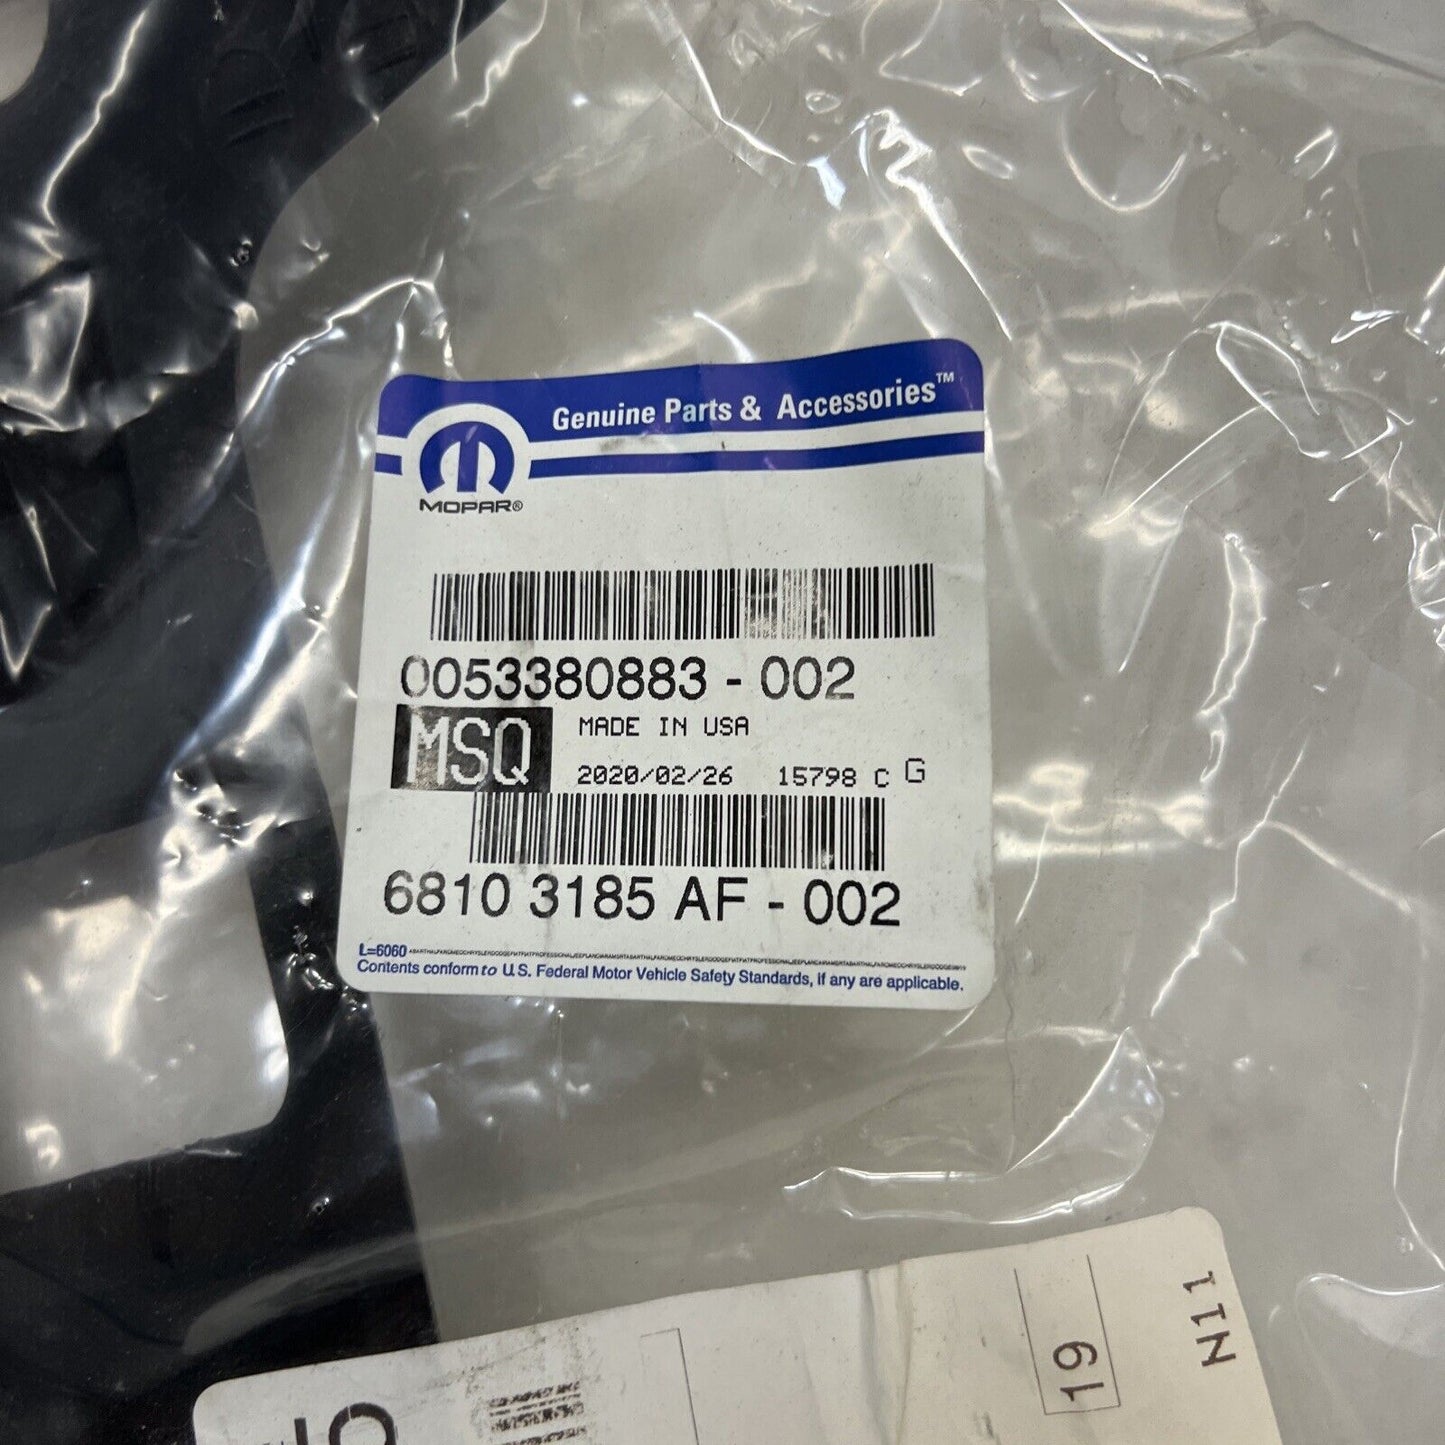 Genuine Parts & Accessories™
MOPAR®
0053380883 - 002
MSQ
MADE IN USA
2020/02/26 15798 C G
6810 3185 AF - 002
L=6060
Contents conform to U.S. Federal Motor Vehicle Safety Standards, if any are applicable.
19
N11